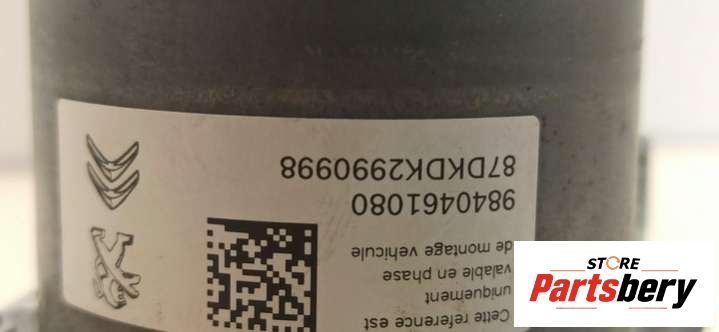 Cette reference est
uniquement
valable en phase
de montage vehicule
9840461080
87DKDK2990998
STORE
Partsbery